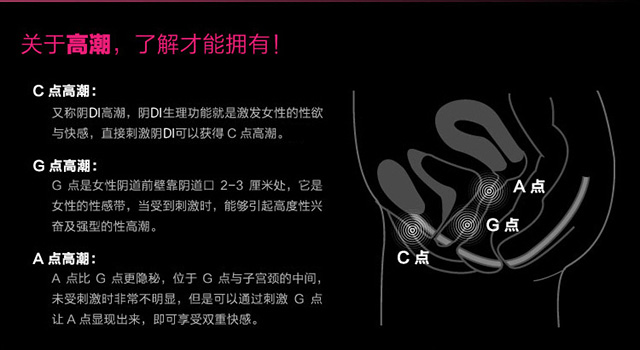 关于高潮，了解才能拥有！
C 点高潮：
又称阴DI高潮，阴DI生理功能就是激发女性的性欲
与快感，直接刺激阴DI可以获得 C 点高潮。
G 点高潮：
G 点是女性阴道前壁靠阴道口 2-3 厘米处，它是
女性的性感带，当受到刺激时，能够引起高度性兴
奋及强型的性高潮。
A 点高潮：
A 点比 G 点更隐秘，位于 G 点与子宫颈的中间，
未受刺激时非常不明显，但是可以通过刺激 G 点
让 A 点显现出来，即可享受双重快感。
A 点
G 点
C 点